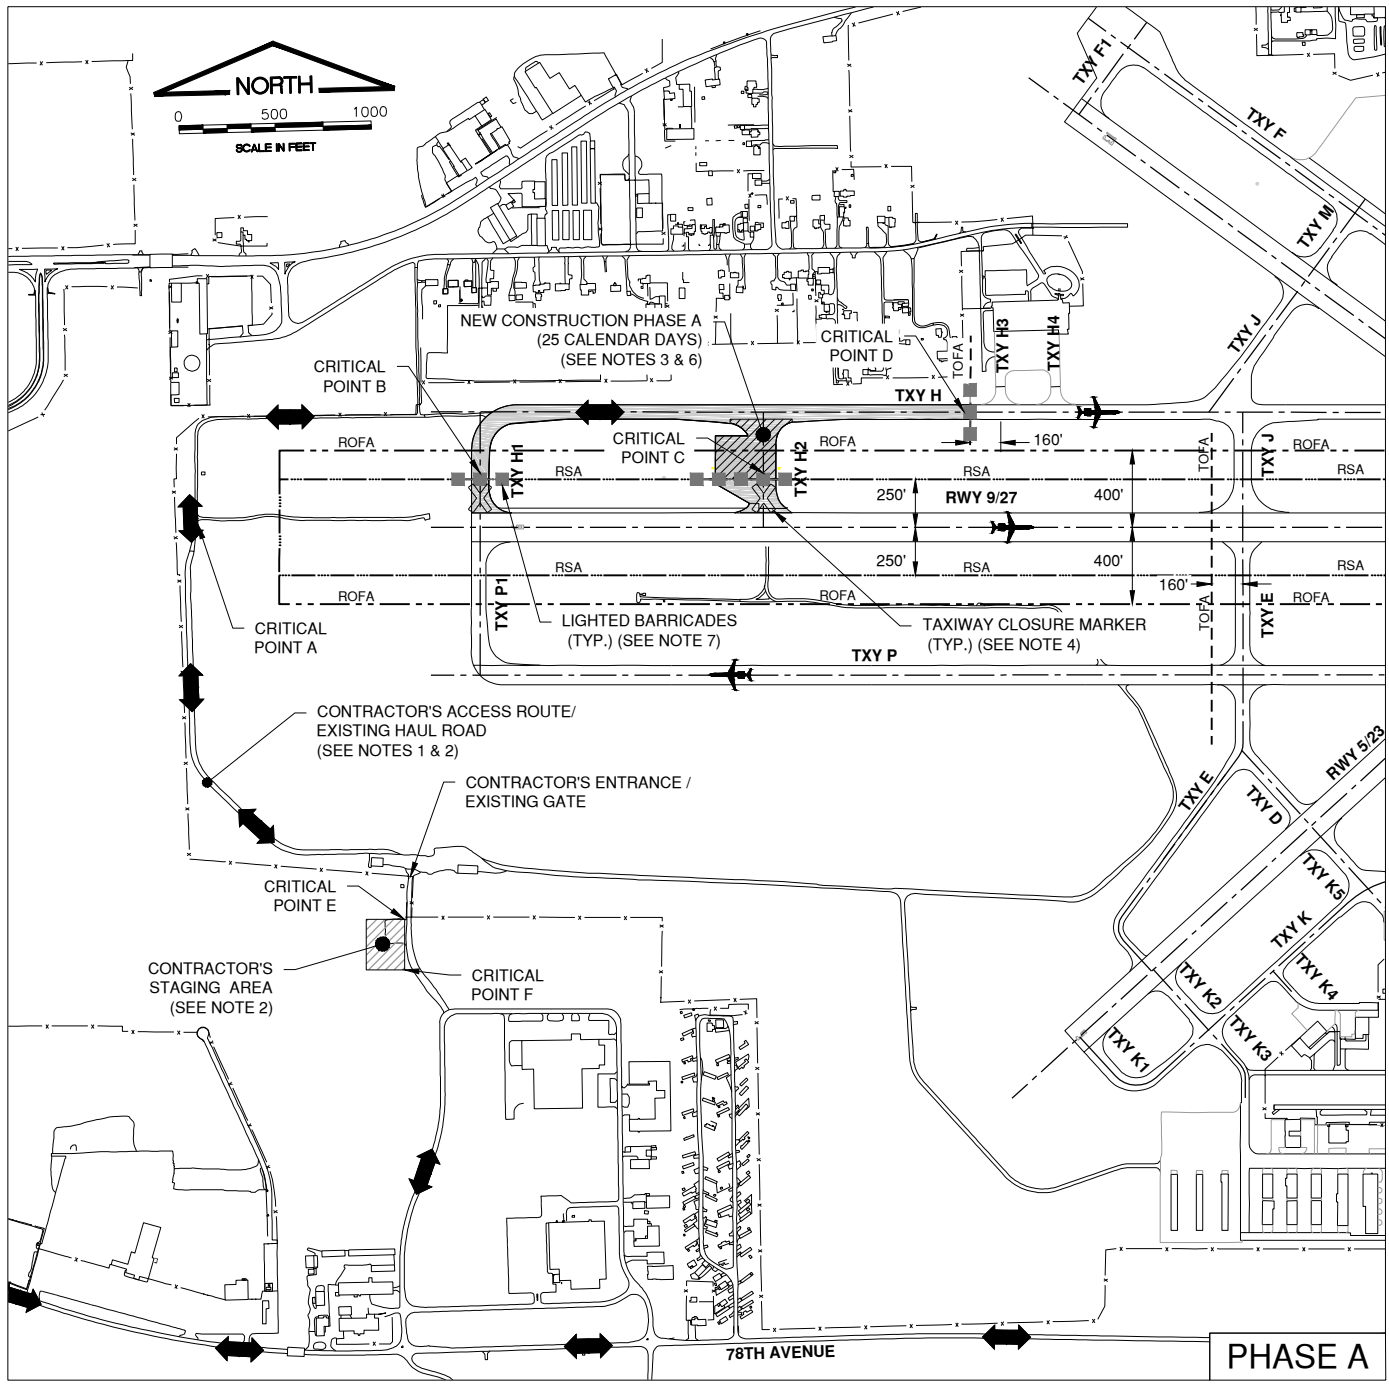 NORTH
0 500 1000
SCALE IN FEET
TXY F1
TXY F
TXY M
TXY J
NEW CONSTRUCTION PHASE A
(25 CALENDAR DAYS)
(SEE NOTES 3 & 6)
CRITICAL
POINT D
TOFA
TXY H3
TXY H4
CRITICAL
POINT B
TXY H
CRITICAL
POINT C
160'
ROFA
ROFA
ROFA
TXY H1
TXY H2
TOFA
TXY J
RSA
RSA
RSA
250'
RWY 9/27
400'
250'
400'
RSA
RSA
RSA
160'
ROFA
ROFA
ROFA
TXY P1
TOFA
TXY E
CRITICAL
POINT A
LIGHTED BARRICADES
(TYP.) (SEE NOTE 7)
TAXIWAY CLOSURE MARKER
(TYP.) (SEE NOTE 4)
TXY P
CONTRACTOR'S ACCESS ROUTE/
EXISTING HAUL ROAD
(SEE NOTES 1 & 2)
CONTRACTOR'S ENTRANCE /
EXISTING GATE
RWY 5/23
TXY E
TXY D
CRITICAL
POINT E
TXY K5
TXY K
CONTRACTOR'S
STAGING AREA
(SEE NOTE 2)
CRITICAL
POINT F
TXY K2
TXY K4
TXY K1
TXY K3
78TH AVENUE
PHASE A